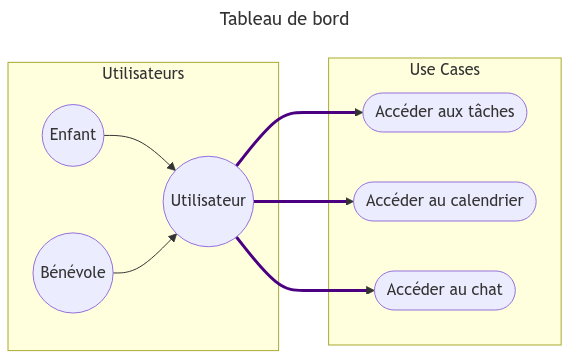 Tableau de bord
Utilisateurs
Enfant
Bénévole
Utilisateur
Use Cases
Accéder aux tâches
Accéder au calendrier
Accéder au chat